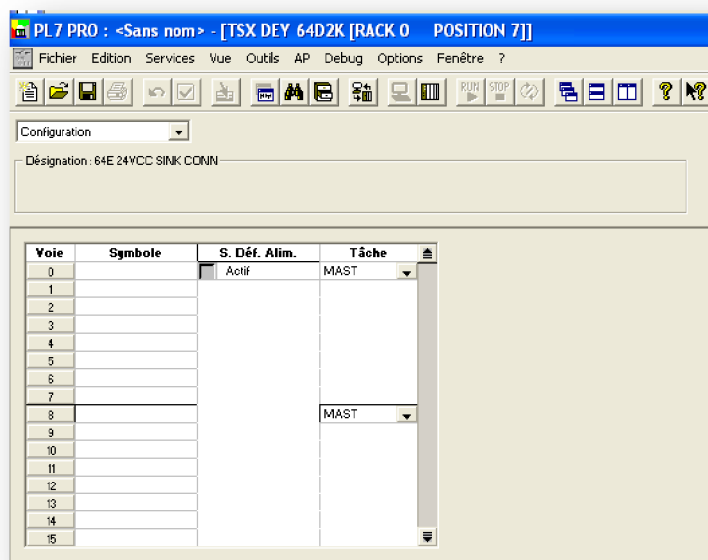 PL7 PRO : <Sans nom> - [TSX DEY 64D2K [RACK 0 POSITION 7]]
Fichier Edition Services Vue Outils AP Debug Options Fenêtre ?
RUN STOP
Configuration
Désignation : 64E 24VCC SINK CONN
Voie Symbole S. Déf. Alim. Tâche
0 Actif MAST
1
2
3
4
5
6
7
8 MAST
9
10
11
12
13
14
15